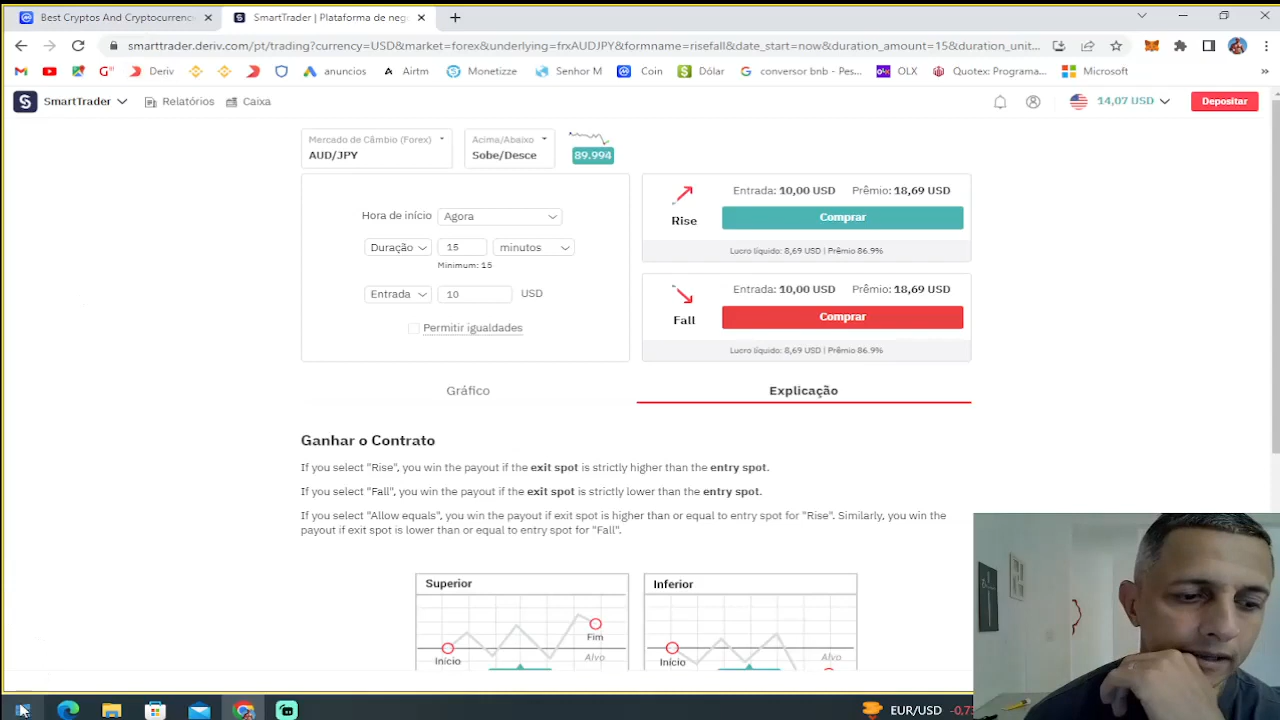 Best Cryptos And Cryptocurrenc
SmartTrader | Plataforma de neg
smarttrader.deriv.com/pt/trading?currency=USD&market=forex&underlying=frxAUDJPY&formname=risefall&date_start=now&duration_amount=15&duration_unit...
Deriv
anuncios
Airtm
Monetizze
Senhor M
Coin
Dólar
conversor bnb - Pes...
OLX
Quotex: Programa...
Microsoft
SmartTrader
Relatórios
Caixa
14,07 USD
Depositar
Mercado de Câmbio (Forex)
AUD/JPY
Acima/Abaixo
Sobe/Desce
89.994
Hora de início Agora
Duração 15 minutos
Minimum: 15
Entrada 10 USD
Permitir igualdades
Entrada: 10,00 USD Prêmio: 18,69 USD
Rise
Comprar
Lucro líquido: 8,69 USD | Prêmio 86.9%
Entrada: 10,00 USD Prêmio: 18,69 USD
Fall
Comprar
Lucro líquido: 8,69 USD | Prêmio 86.9%
Gráfico
Explicação
Ganhar o Contrato
If you select "Rise", you win the payout if the exit spot is strictly higher than the entry spot.
If you select "Fall", you win the payout if the exit spot is strictly lower than the entry spot.
If you select "Allow equals", you win the payout if exit spot is higher than or equal to entry spot for "Rise". Similarly, you win the
payout if exit spot is lower than or equal to entry spot for "Fall".
Superior
Início
Fim
Alvo
Inferior
Início
Alvo
EUR/USD